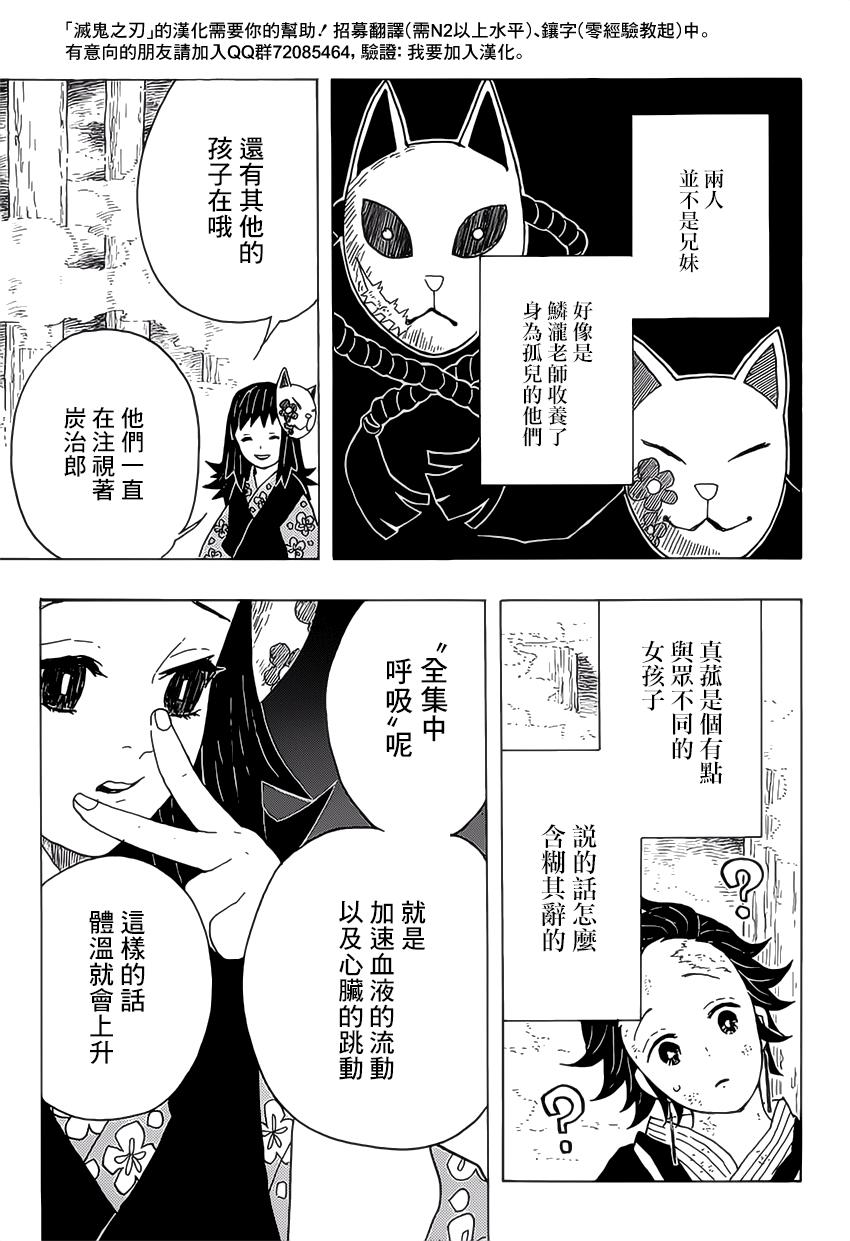 「滅鬼之刃」的漢化需要你的幫助！招募翻譯（需N2以上水平）、鑲字（零經驗教起）中。
有意向的朋友請加入QQ群72085464，驗證：我要加入漢化。
兩人
並不是兄妹
好像是
鱗瀧老師收養了
身為孤兒的他們
還有其他的
孩子在哦
他們一直
在注視著
炭治郎
真菰是個有點
與眾不同的
女孩子
說的話怎麼
含糊其辭的
?
?
〝全集中
呼吸〞呢
就是
加速血液的流動
以及心臟的跳動
這樣的話
體溫就會上升